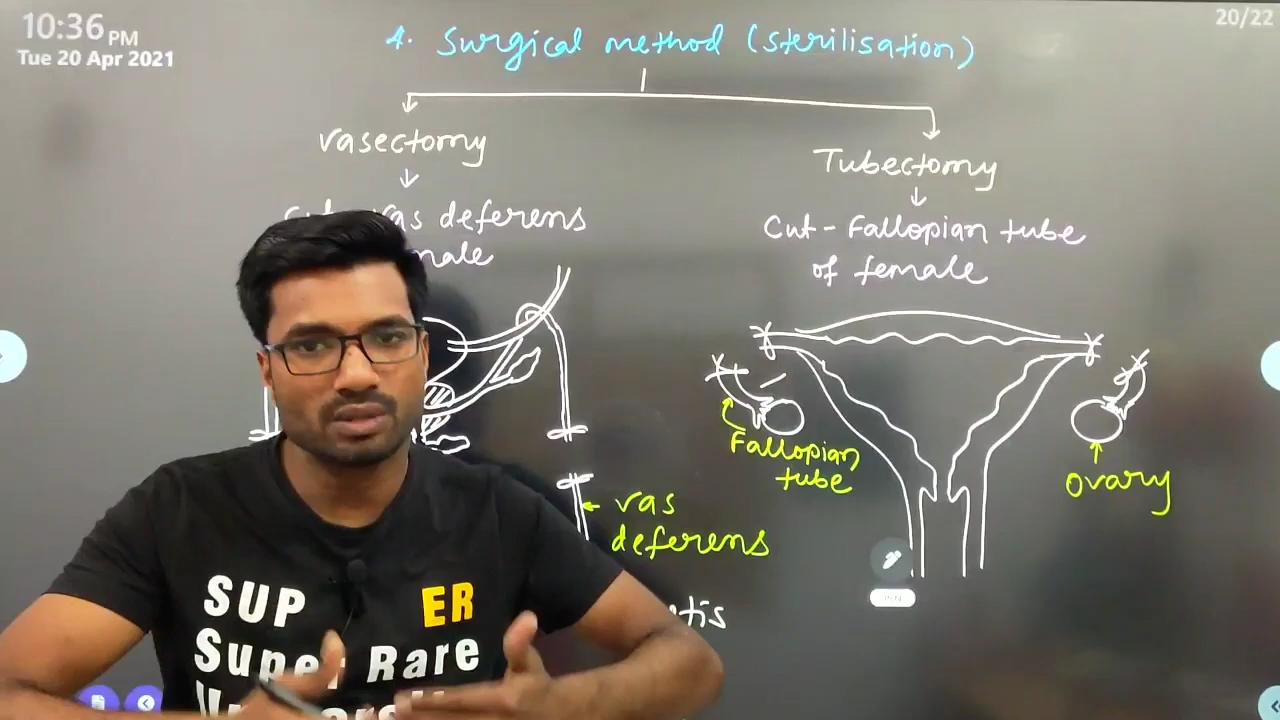 10:36 PM
Tue 20 Apr 2021
20/22
4. Surgical method (sterilisation)
Vasectomy
Tubectomy
vas deferens
Cut - Fallopian tube
of female
Fallopian
tube
ovary
vas
deferens
SUP ER
Super Rare